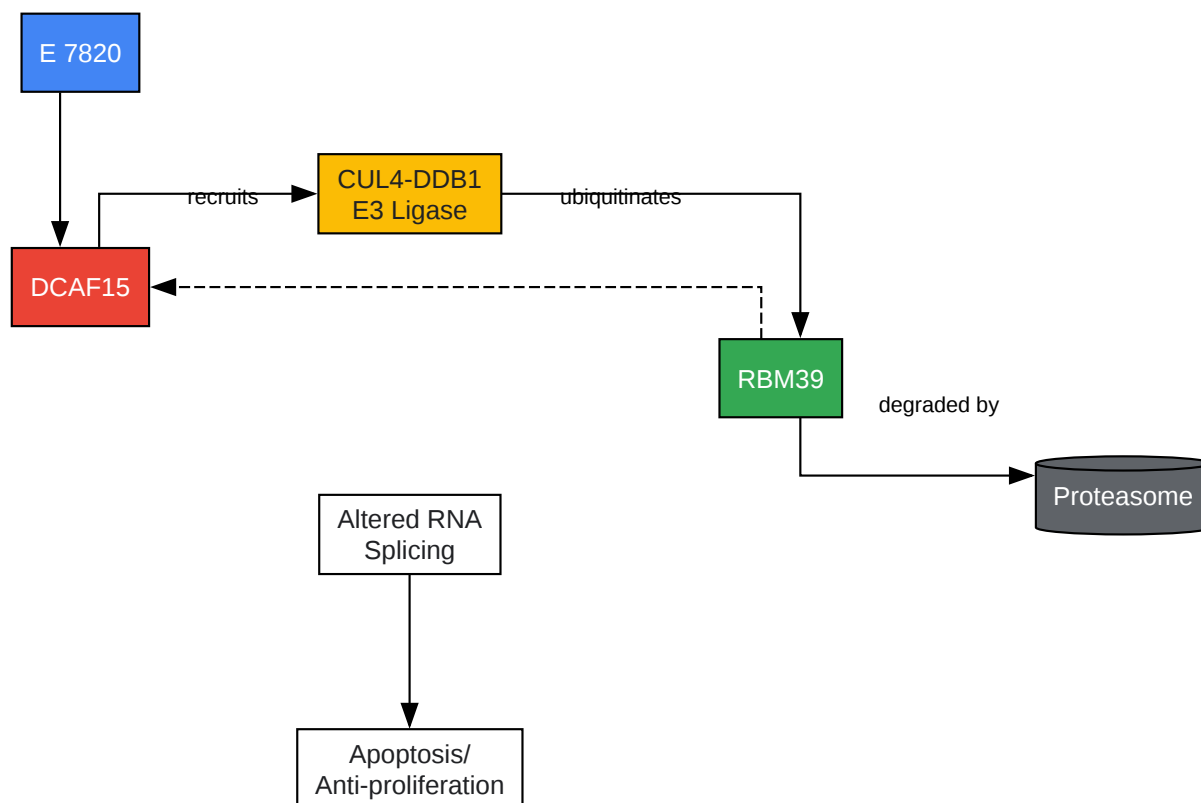 E 7820
CUL4-DDB1
E3 Ligase
recruits
ubiquitinates
DCAF15
RBM39
degraded by
Proteasome
Altered RNA
Splicing
Apoptosis/
Anti-proliferation